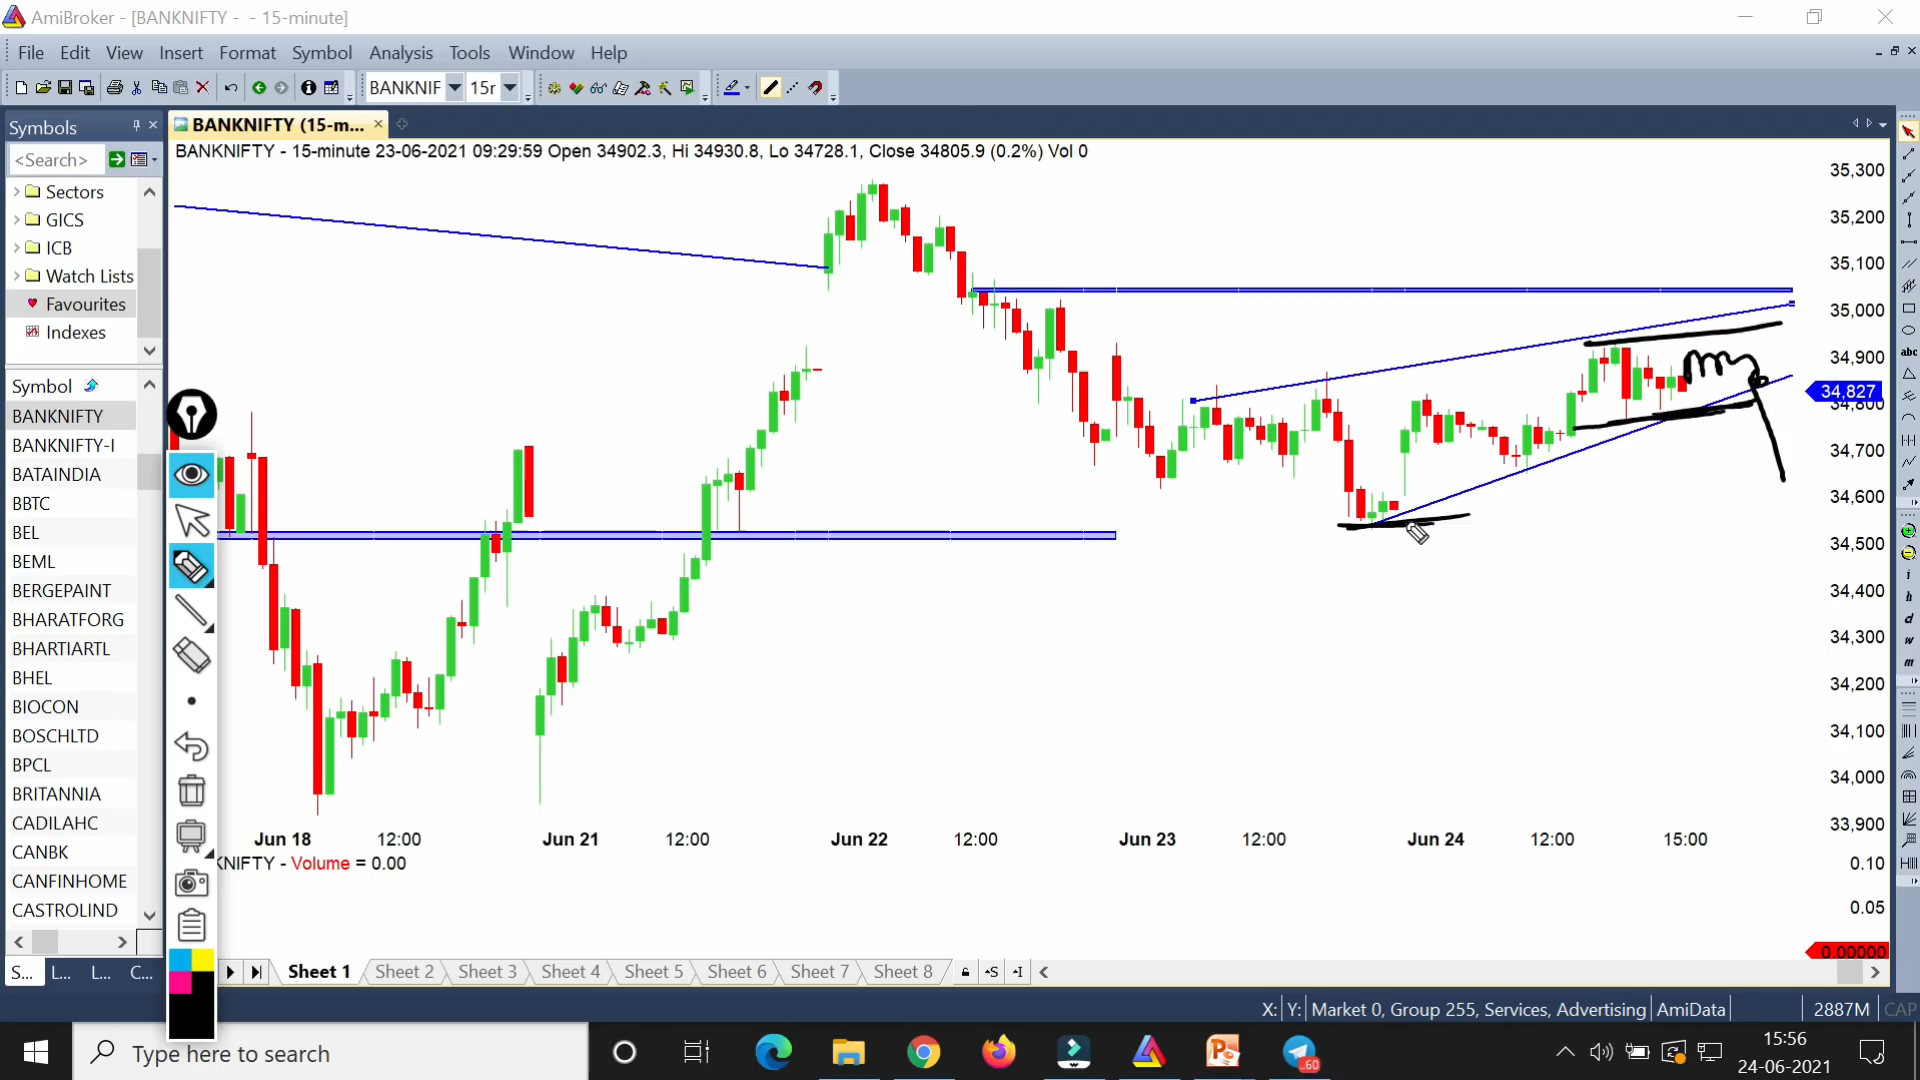 AmiBroker - [BANKNIFTY - - 15-minute]
File Edit View Insert Format Symbol Analysis Tools Window Help
BANKNIF 15r
Symbols
BANKNIFTY (15-m...
<Search>
BANKNIFTY - 15-minute 23-06-2021 09:29:59 Open 34902.3, Hi 34930.8, Lo 34728.1, Close 34805.9 (0.2%) Vol 0
Sectors
GICS
ICB
Watch Lists
Favourites
Indexes
Symbol
BANKNIFTY
BANKNIFTY-I
BATAINDIA
BBTC
BEL
BEML
BERGEPAINT
BHARATFORG
BHARTIARTL
BHEL
BIOCON
BOSCHLTD
BPCL
BRITANNIA
CADILAHC
CANBK
CANFINHOME
CASTROLIND
35,300
35,200
35,100
35,000
34,900
34,827
34,800
34,700
34,600
34,500
34,400
34,300
34,200
34,100
34,000
33,900
abc
i
h
d
w
m
Jun 18 12:00 Jun 21 12:00 Jun 22 12:00 Jun 23 12:00 Jun 24 12:00 15:00
KNIFTY - Volume = 0.00
0.10
0.05
0.00000
S... L... L... C...
Sheet 1 Sheet 2 Sheet 3 Sheet 4 Sheet 5 Sheet 6 Sheet 7 Sheet 8
X: Y: Market 0, Group 255, Services, Advertising AmiData 2887M CAP
Type here to search
.60
15:56
24-06-2021